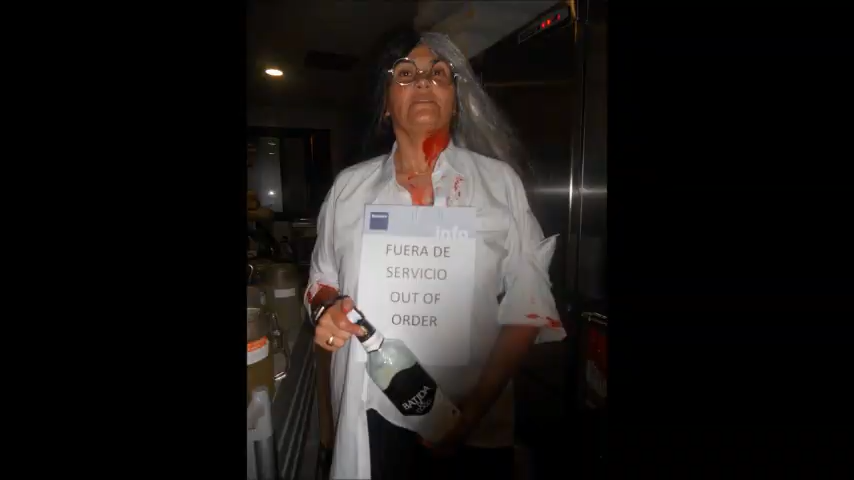 info
FUERA DE
SERVICIO
OUT OF
ORDER
BATIDA